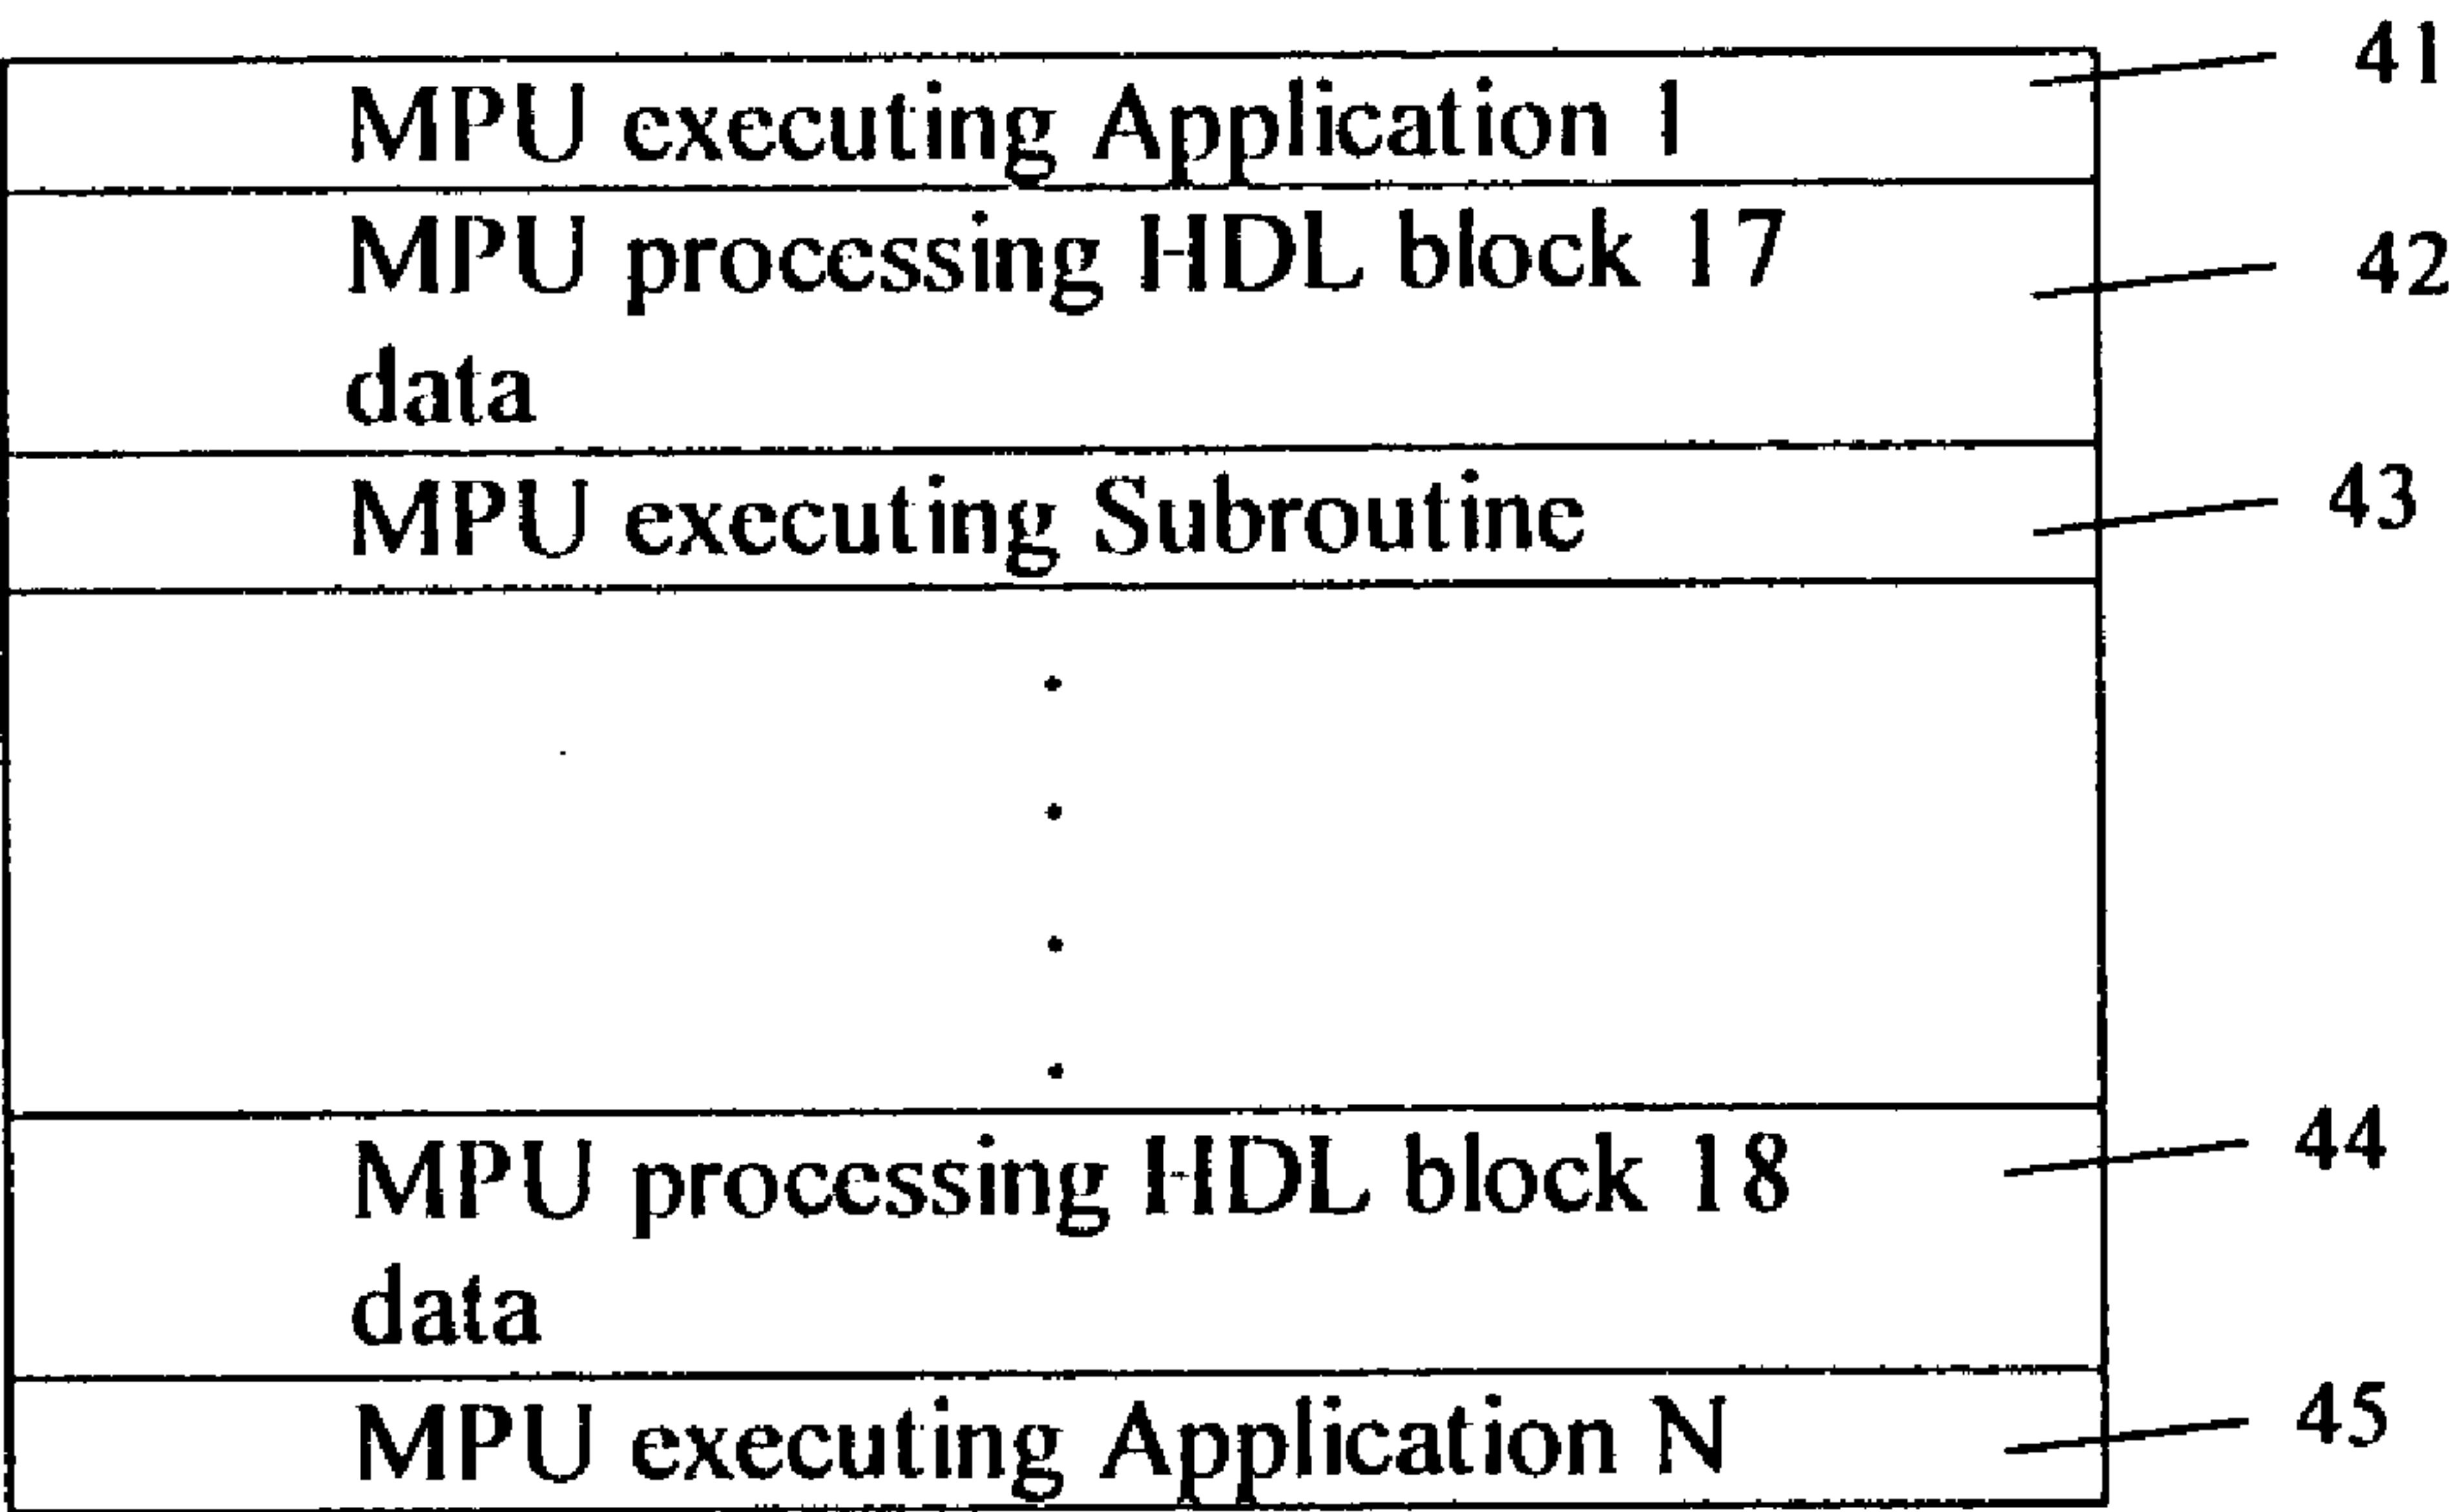 MPU executing Application 1
41
MPU processing HDL block 17
data
42
MPU executing Subroutine
43
MPU processing HDL block 18
data
44
MPU executing Application N
45